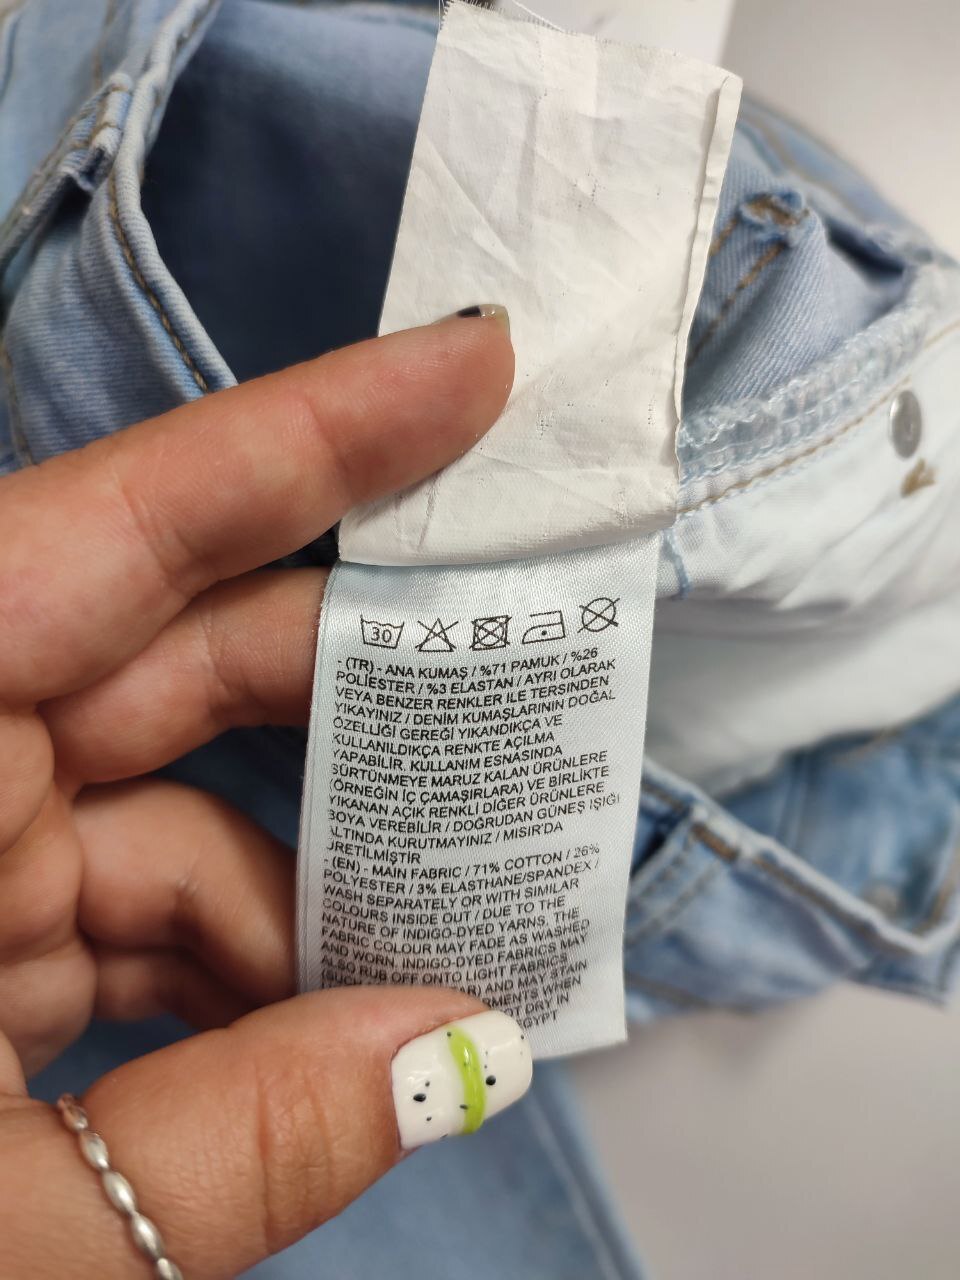 30
- (TR) - ANA KUMAŞ / %71 PAMUK / %26
POLİESTER / %3 ELASTAN / AYRI OLARAK
VEYA BENZER RENKLER ILE TERSINDEN
YIKAYINIZ / DENİM KUMAŞLARININ DOĞAL
ÖZELLİĞİ GEREĞİ YIKANDIKÇA VE
KULLANILDIKÇA RENKTE AÇILMA
YAPABİLİR. KULLANIM ESNASINDA
SÜRTÜNMEYE MARUZ KALAN ÜRÜNLERE
(ÖRNEĞİN İÇ ÇAMAŞIRLARA) VE BİRLİKTE
YIKANAN AÇIK RENKLİ DİĞER ÜRÜNLERE
BOYA VEREBİLİR / DOĞRUDAN GÜNEŞ IŞIĞI
ALTINDA KURUTMAYINIZ / MISIR'DA
ÜRETİLMİŞTİR
- (EN) - MAIN FABRIC / 71% COTTON / 26%
POLYESTER / 3% ELASTHANE/SPANDEX /
WASH SEPARATELY OR WITH SIMILAR
COLOURS INSIDE OUT / DUE TO THE
NATURE OF INDIGO-DYED YARNS, THE
FABRIC COLOUR MAY FADE AS WASHED
AND WORN. INDIGO-DYED FABRICS MAY
ALSO RUB OFF ONTO LIGHT FABRICS
AND MAY STAIN
WHEN
DRY IN
EGYPT